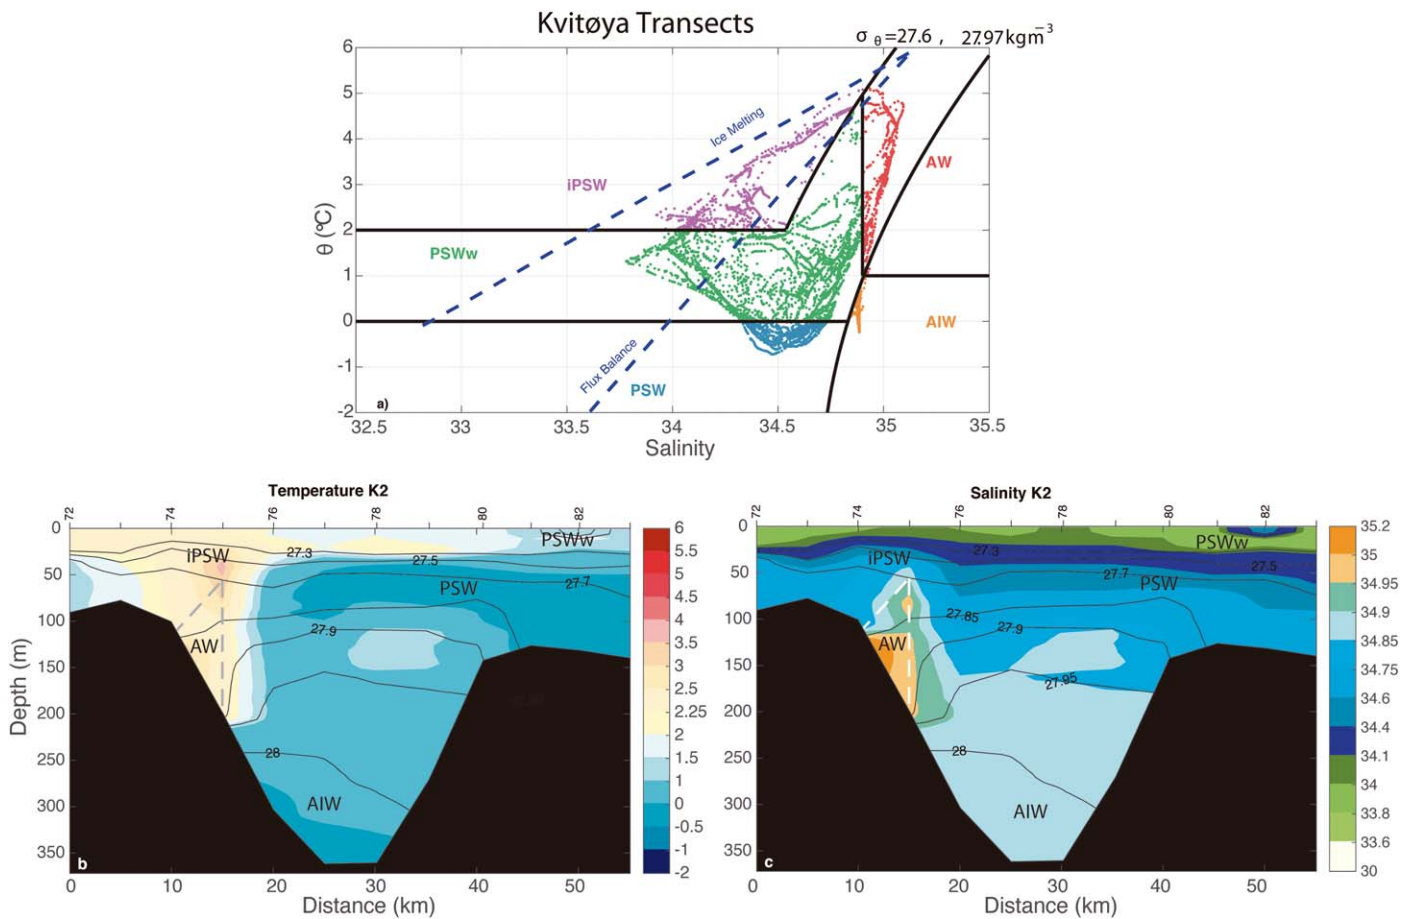 Kvitøya Transects
σ θ=27.6 , 27.97kgm⁻³
6
5
4
3
2
1
0
-1
-2
θ (°C)
Ice Melting
iPSW
AW
PSWw
AIW
Flux Balance
PSW
a)
32.5 33 33.5 34 34.5 35 35.5
Salinity
Temperature K2
72 74 76 78 80 82
0
50
100
150
200
250
300
350
Depth (m)
iPSW
27.3
27.5
PSWw
PSW
27.7
27.9
AW
28
AIW
b
0 10 20 30 40 50
Distance (km)
6
5.5
5
4.5
4
3.5
3
2.5
2.25
2
1.5
1
0
-0.5
-1
-2
Salinity K2
72 74 76 78 80 82
0
50
100
150
200
250
300
350
iPSW
27.3
PSWw
27.5
27.7
PSW
27.85
27.9
AW
27.95
28
AIW
c
0 10 20 30 40 50
Distance (km)
35.2
35
34.95
34.9
34.85
34.75
34.6
34.4
34.1
34
33.8
33.6
30